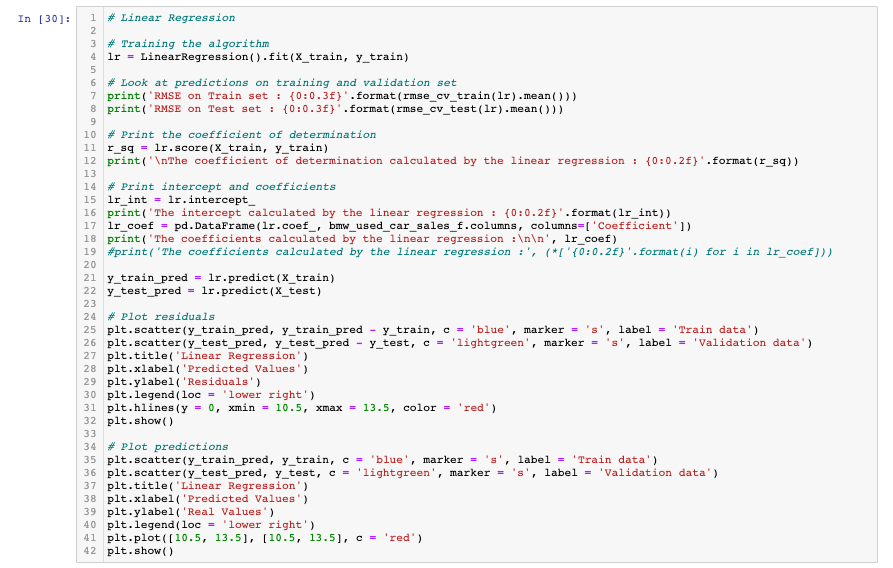 In [30]:
1 # Linear Regression
2
3 # Training the algorithm
4 lr = LinearRegression().fit(X_train, y_train)
5
6 # Look at predictions on training and validation set
7 print('RMSE on Train set : {0:0.3f}'.format(rmse_cv_train(lr).mean()))
8 print('RMSE on Test set : {0:0.3f}'.format(rmse_cv_test(lr).mean()))
9
10 # Print the coefficient of determination
11 r_sq = lr.score(X_train, y_train)
12 print('\nThe coefficient of determination calculated by the linear regression : {0:0.2f}'.format(r_sq))
13
14 # Print intercept and coefficients
15 lr_int = lr.intercept_
16 print('The intercept calculated by the linear regression : {0:0.2f}'.format(lr_int))
17 lr_coef = pd.DataFrame(lr.coef_, bmw_used_car_sales_f.columns, columns=['Coefficient'])
18 print('The coefficients calculated by the linear regression :\n\n', lr_coef)
19 #print('The coefficients calculated by the linear regression :', (*['{0:0.2f}'.format(i) for i in lr_coef]))
20
21 y_train_pred = lr.predict(X_train)
22 y_test_pred = lr.predict(X_test)
23
24 # Plot residuals
25 plt.scatter(y_train_pred, y_train_pred - y_train, c = 'blue', marker = 's', label = 'Train data')
26 plt.scatter(y_test_pred, y_test_pred - y_test, c = 'lightgreen', marker = 's', label = 'Validation data')
27 plt.title('Linear Regression')
28 plt.xlabel('Predicted Values')
29 plt.ylabel('Residuals')
30 plt.legend(loc = 'lower right')
31 plt.hlines(y = 0, xmin = 10.5, xmax = 13.5, color = 'red')
32 plt.show()
33
34 # Plot predictions
35 plt.scatter(y_train_pred, y_train, c = 'blue', marker = 's', label = 'Train data')
36 plt.scatter(y_test_pred, y_test, c = 'lightgreen', marker = 's', label = 'Validation data')
37 plt.title('Linear Regression')
38 plt.xlabel('Predicted Values')
39 plt.ylabel('Real Values')
40 plt.legend(loc = 'lower right')
41 plt.plot([10.5, 13.5], [10.5, 13.5], c = 'red')
42 plt.show()